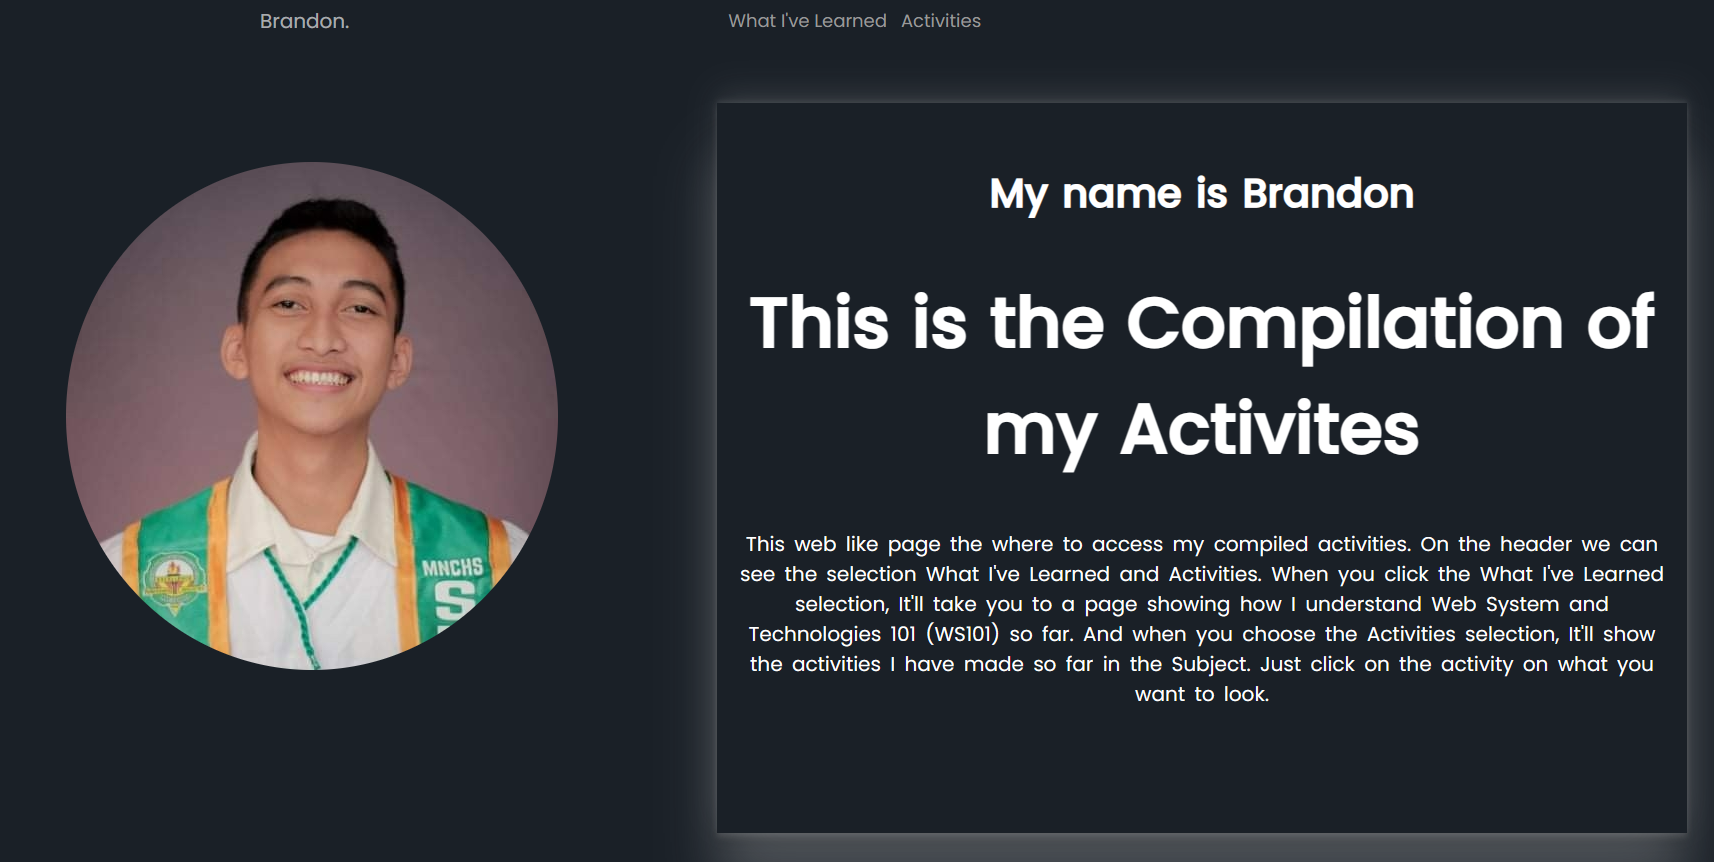 Brandon.
What I've Learned Activities
My name is Brandon
This is the Compilation of
my Activites
This web like page the where to access my compiled activities. On the header we can
see the selection What I've Learned and Activities. When you click the What I've Learned
selection, It'll take you to a page showing how I understand Web System and
Technologies 101 (WS101) so far. And when you choose the Activities selection, It'll show
the activities I have made so far in the Subject. Just click on the activity on what you
want to look.
MNCHS
S